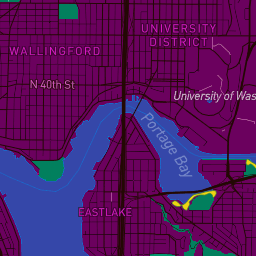 UNIVERSITY
DISTRICT
WALLINGFORD
N 40th St
University of Was
Portage Bay
EASTLAKE